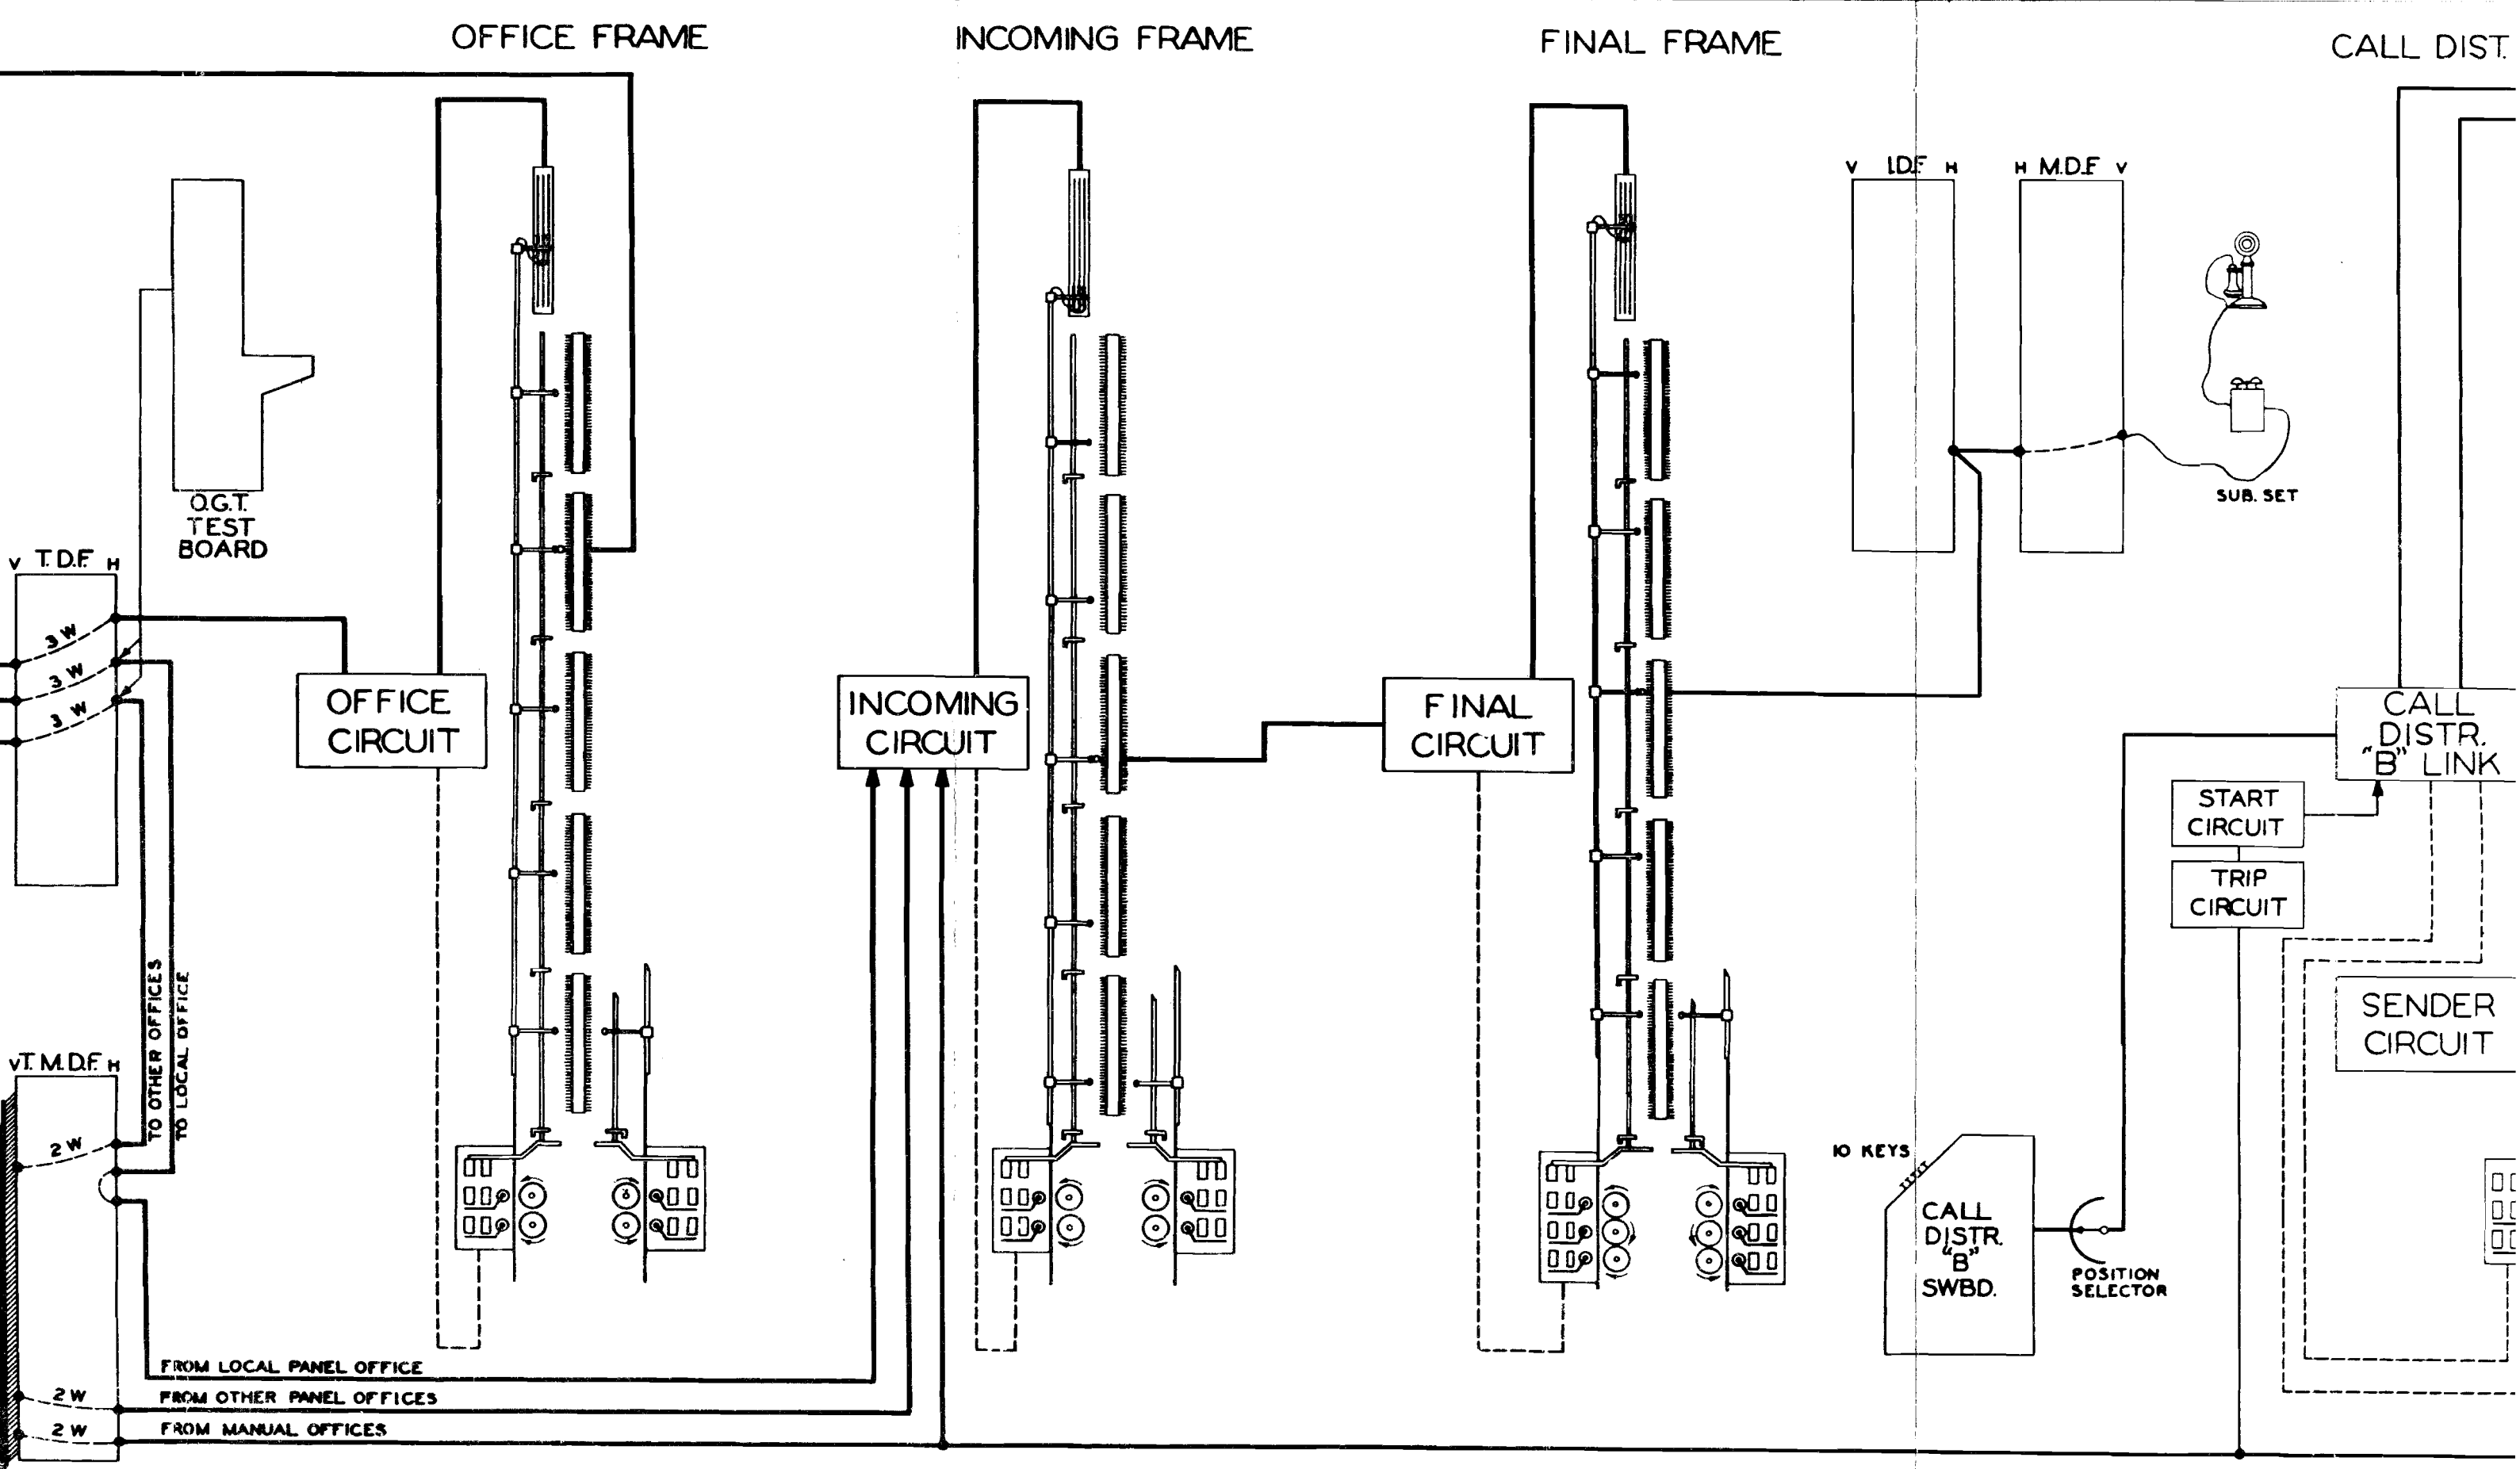 OFFICE FRAME
INCOMING FRAME
FINAL FRAME
CALL DIST.
V I.D.F H
H M.D.F V
SUB. SET
O.G.T.
TEST
BOARD
V T.D.F. H
3 W
3 W
3 W
OFFICE
CIRCUIT
INCOMING
CIRCUIT
FINAL
CIRCUIT
CALL
DISTR.
"B" LINK
START
CIRCUIT
TRIP
CIRCUIT
SENDER
CIRCUIT
TO OTHER OFFICES
TO LOCAL OFFICE
V T.M.D.F. H
2 W
10 KEYS
CALL
DISTR.
"B"
SWBD.
POSITION
SELECTOR
FROM LOCAL PANEL OFFICE
2 W FROM OTHER PANEL OFFICES
2 W FROM MANUAL OFFICES